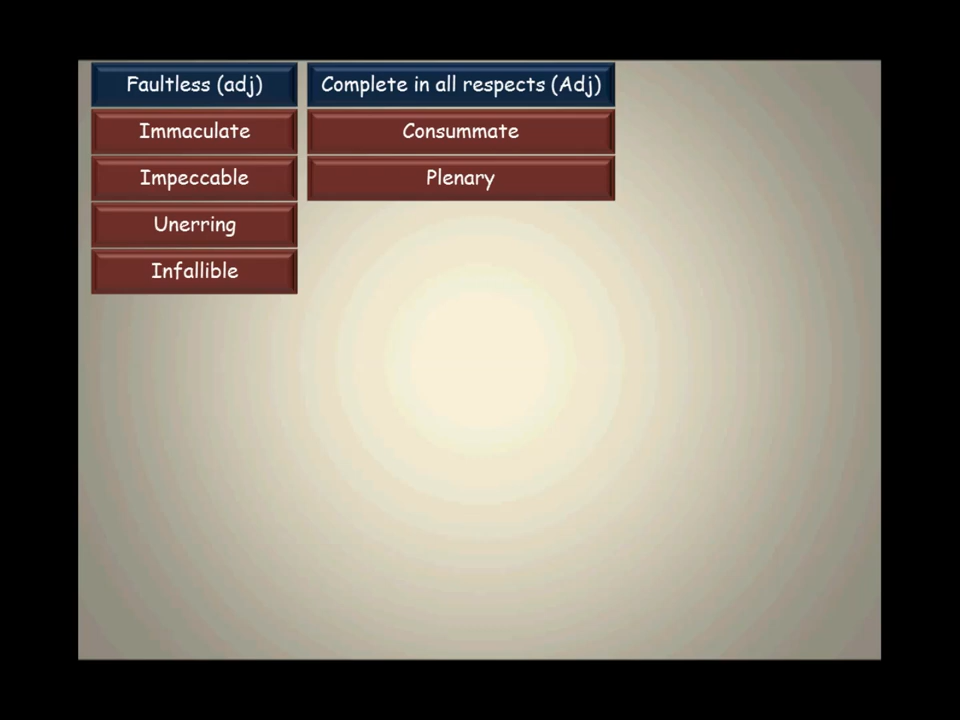 Faultless (adj)
Immaculate
Impeccable
Unerring
Infallible
Complete in all respects (Adj)
Consummate
Plenary